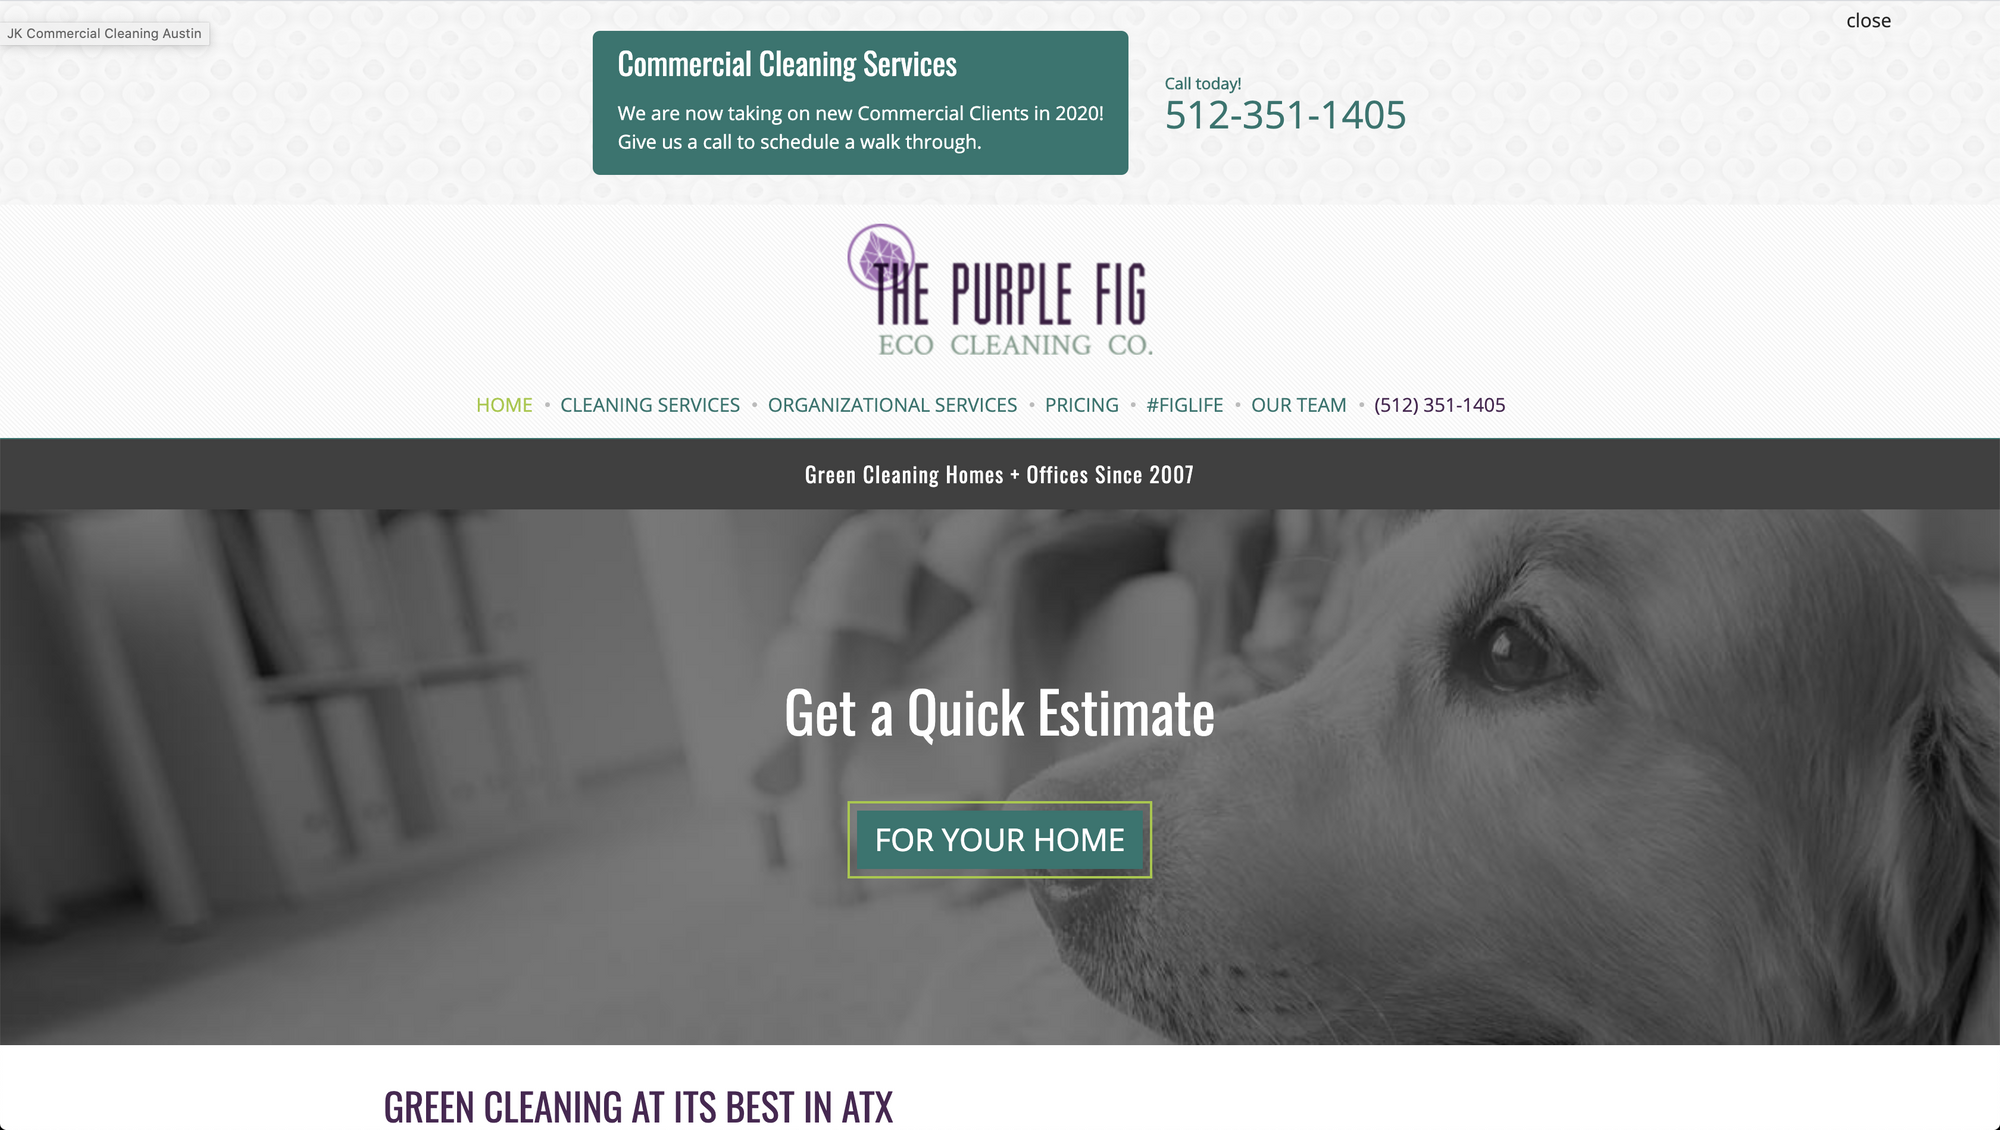 close
JK Commercial Cleaning Austin
Commercial Cleaning Services
We are now taking on new Commercial Clients in 2020!
Give us a call to schedule a walk through.
Call today!
512-351-1405
THE PURPLE FIG
ECO CLEANING CO.
HOME • CLEANING SERVICES • ORGANIZATIONAL SERVICES • PRICING • #FIGLIFE • OUR TEAM • (512) 351-1405
Green Cleaning Homes + Offices Since 2007
Get a Quick Estimate
FOR YOUR HOME
GREEN CLEANING AT ITS BEST IN ATX